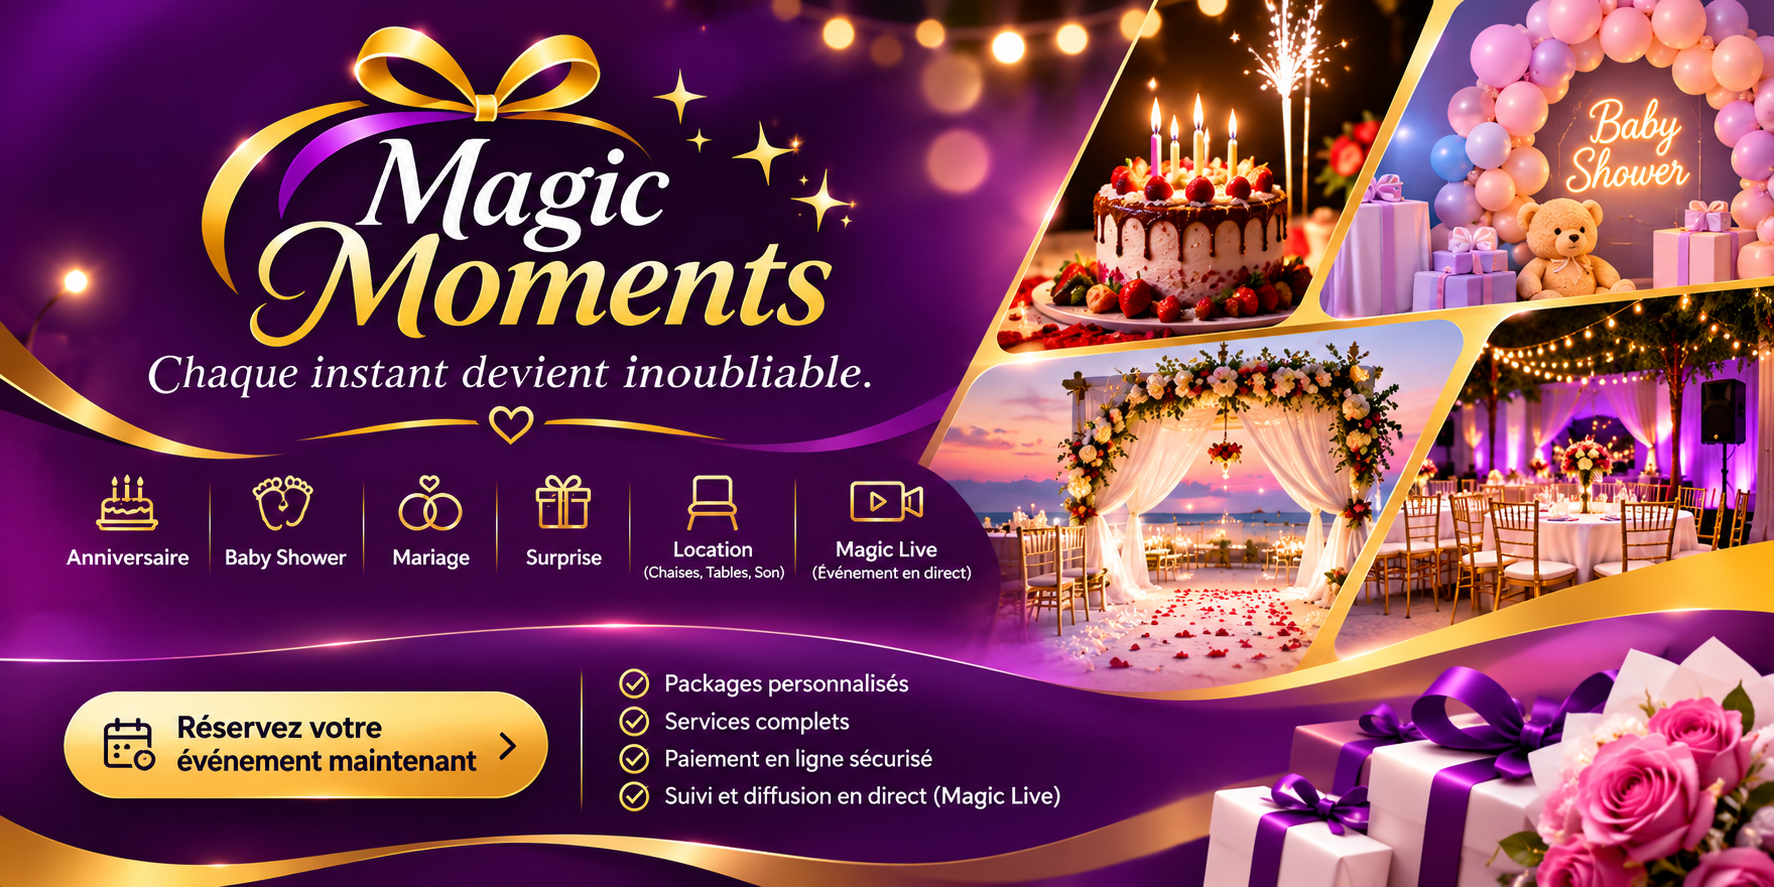 Magic
Moments
Chaque instant devient inoubliable.
Baby
Shower
Anniversaire
Baby Shower
Mariage
Surprise
Location
(Chaises, Tables, Son)
Magic Live
(Événement en direct)
Réservez votre
événement maintenant
Packages personnalisés
Services complets
Paiement en ligne sécurisé
Suivi et diffusion en direct (Magic Live)